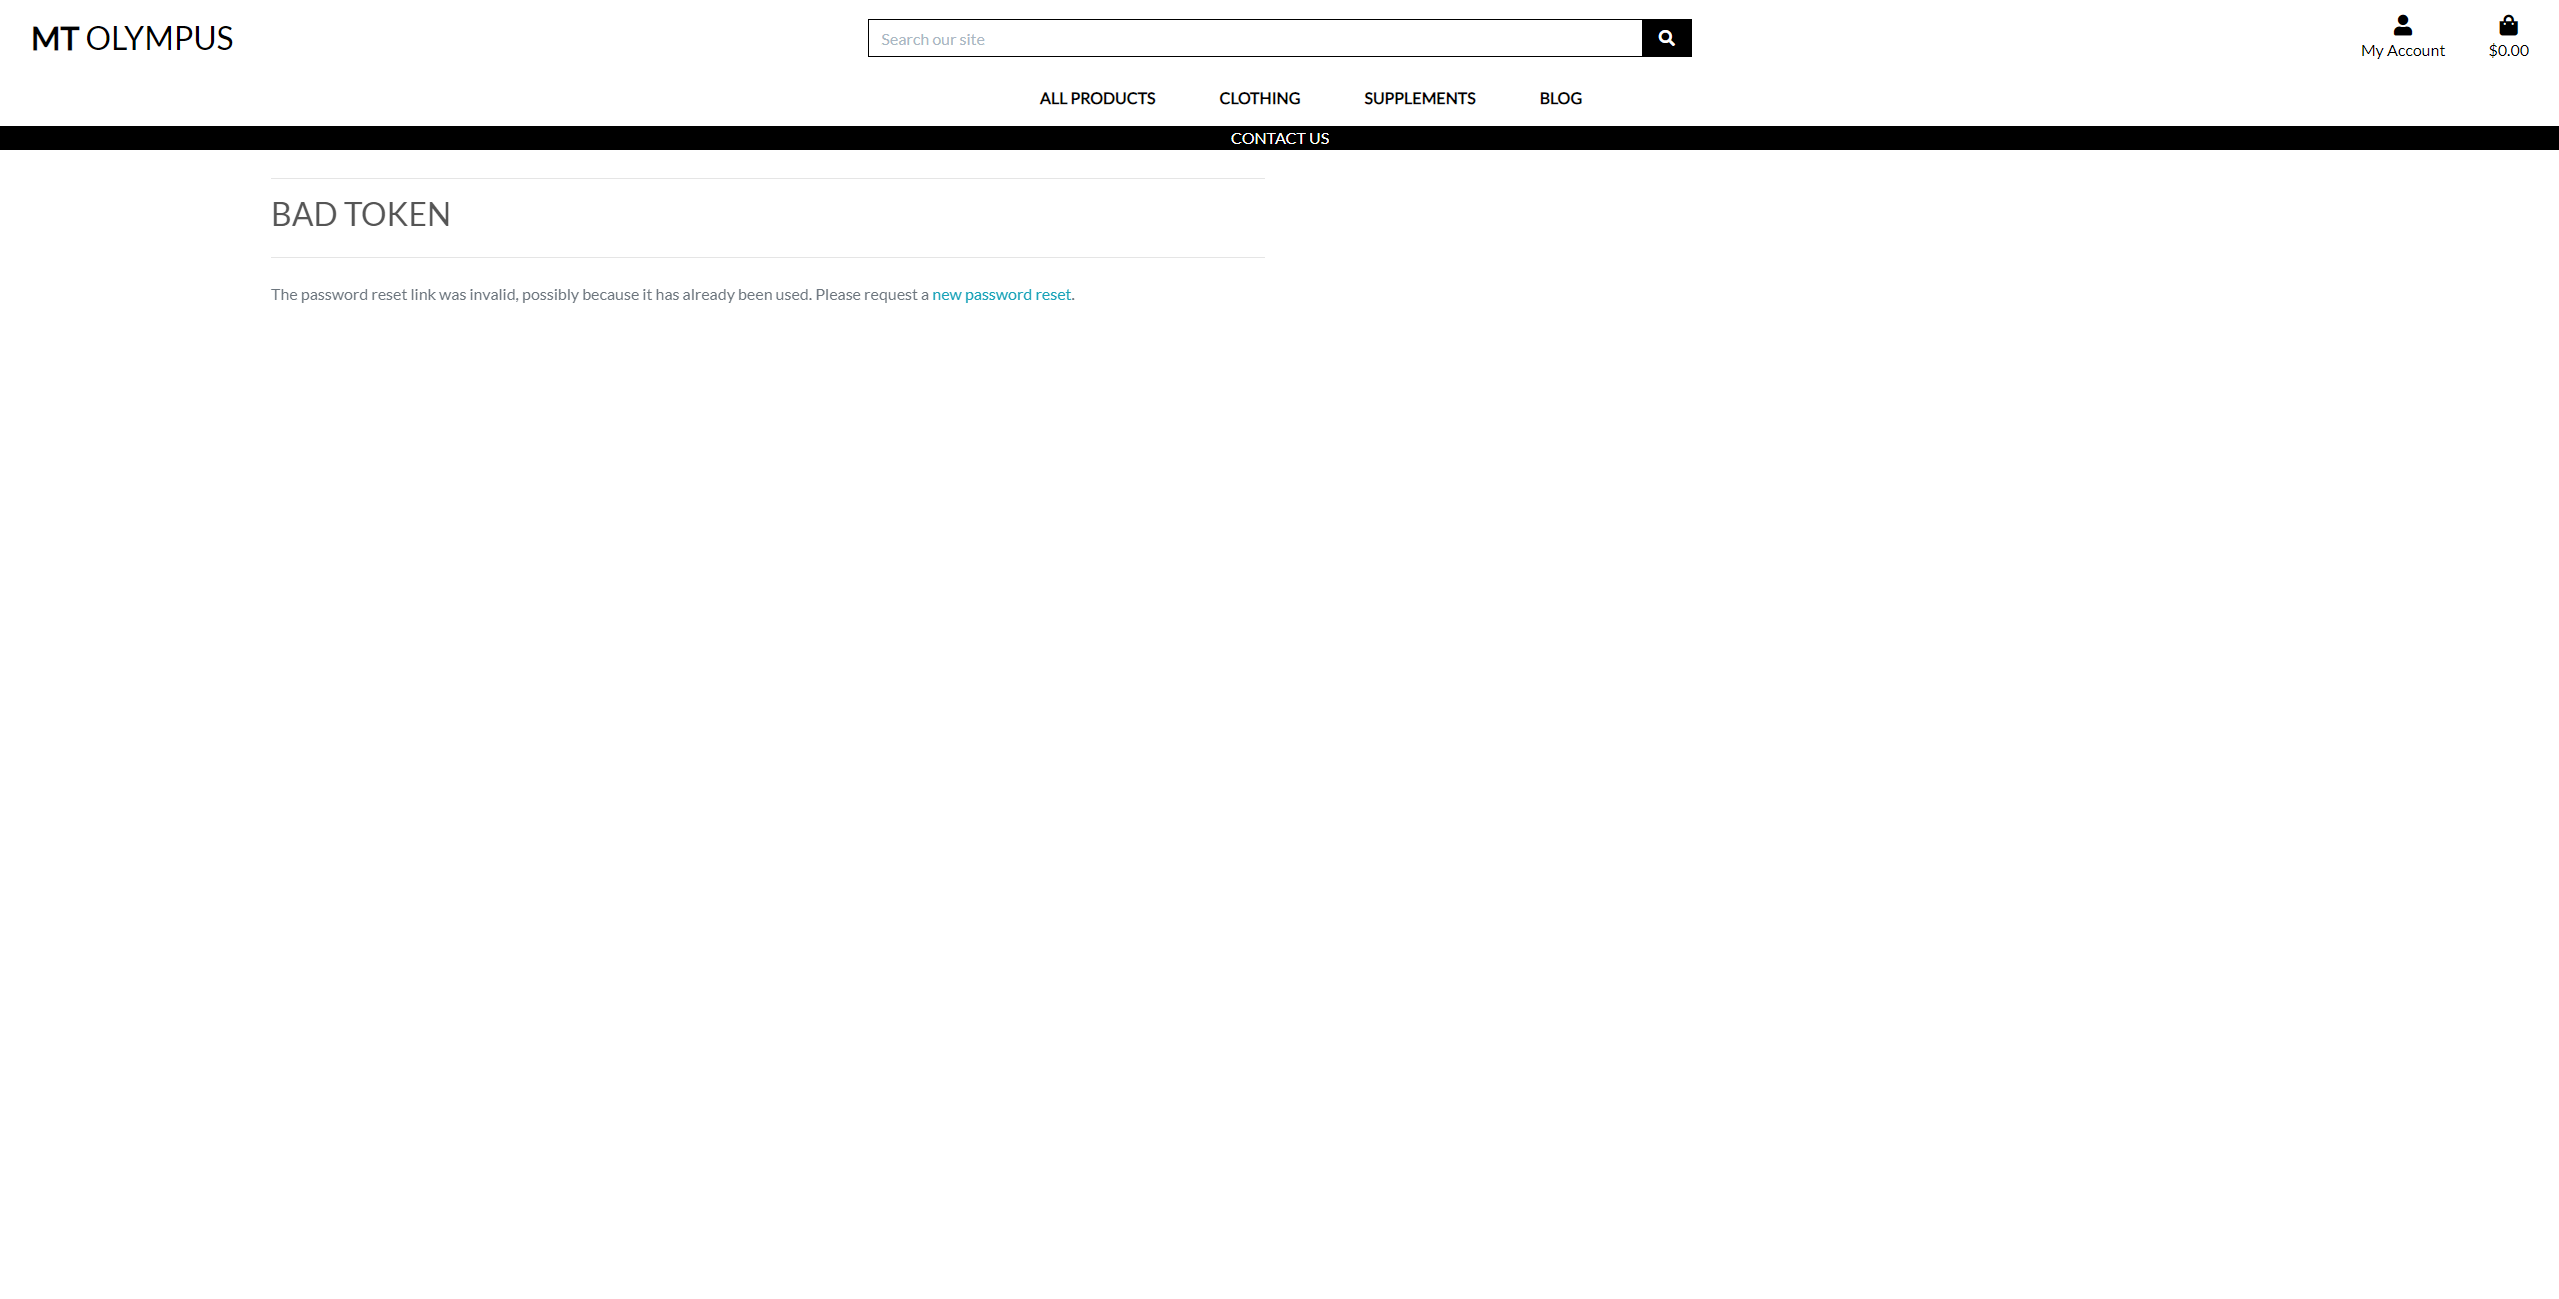 MT OLYMPUS
Search our site
My Account
$0.00
ALL PRODUCTS CLOTHING SUPPLEMENTS BLOG
CONTACT US
BAD TOKEN
The password reset link was invalid, possibly because it has already been used. Please request a new password reset.